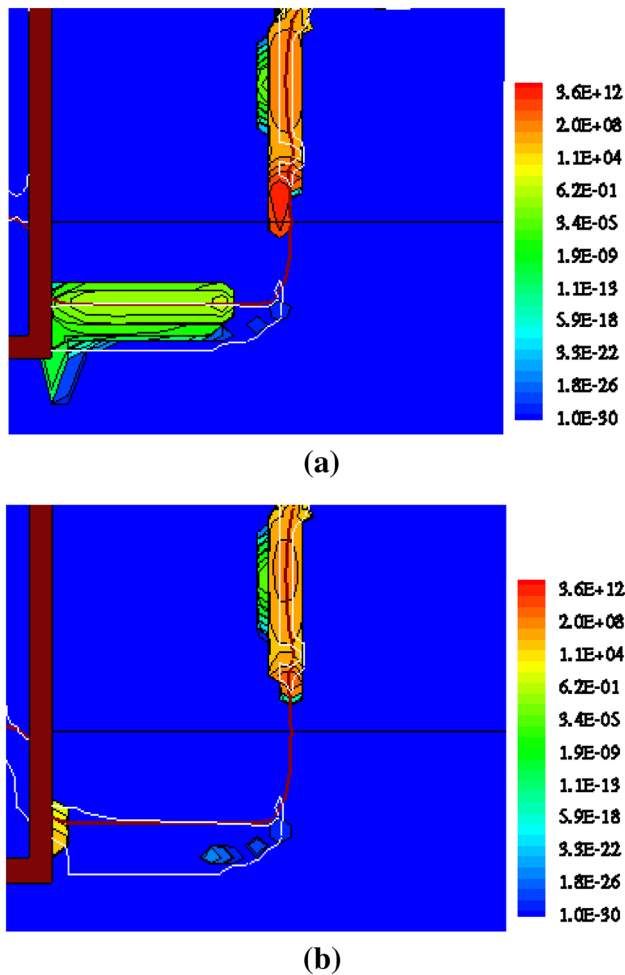 3.6E+12
2.0E+08
1.1E+04
6.2E-01
3.4E-05
1.9E-09
1.1E-13
5.9E-18
3.3E-22
1.8E-26
1.0E-30
(a)
3.6E+12
2.0E+08
1.1E+04
6.2E-01
3.4E-05
1.9E-09
1.1E-13
5.9E-18
3.3E-22
1.8E-26
1.0E-30
(b)